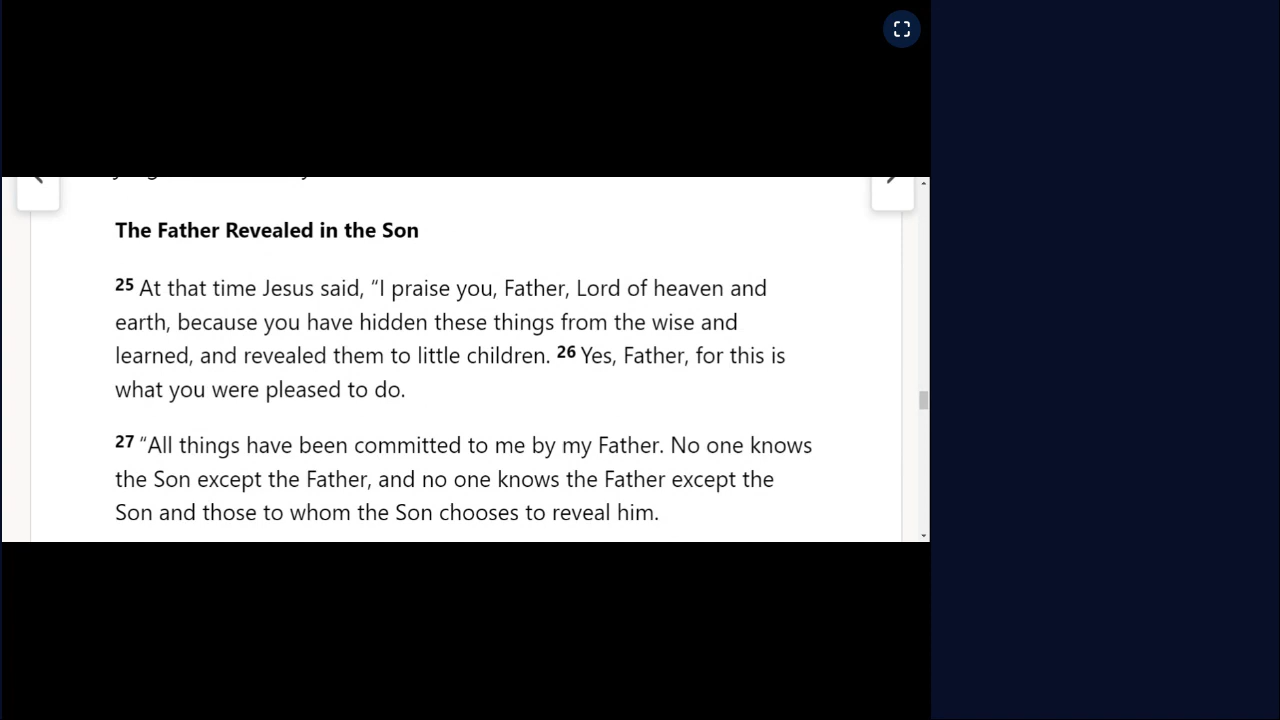 The Father Revealed in the Son
25 At that time Jesus said, “I praise you, Father, Lord of heaven and
earth, because you have hidden these things from the wise and
learned, and revealed them to little children. 26 Yes, Father, for this is
what you were pleased to do.
27 “All things have been committed to me by my Father. No one knows
the Son except the Father, and no one knows the Father except the
Son and those to whom the Son chooses to reveal him.